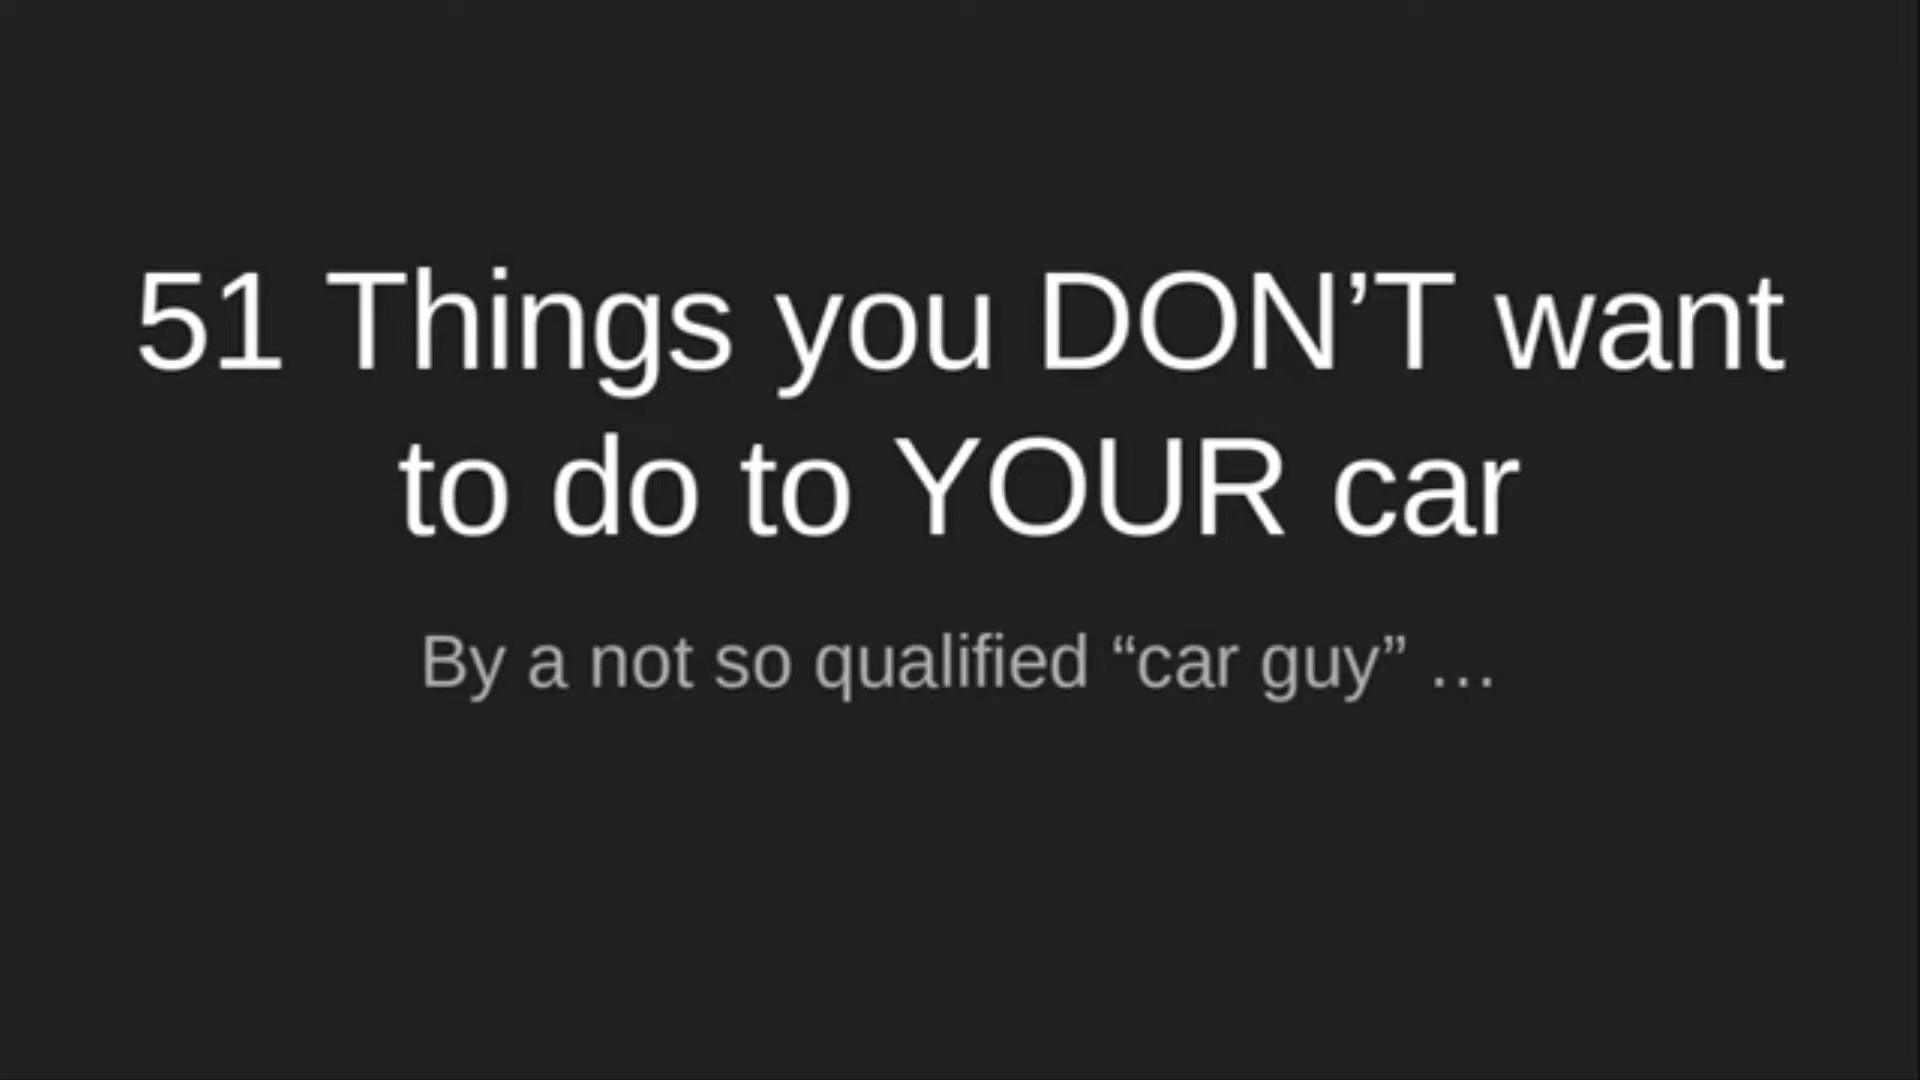 51 Things you DON’T want
to do to YOUR car
By a not so qualified “car guy” …